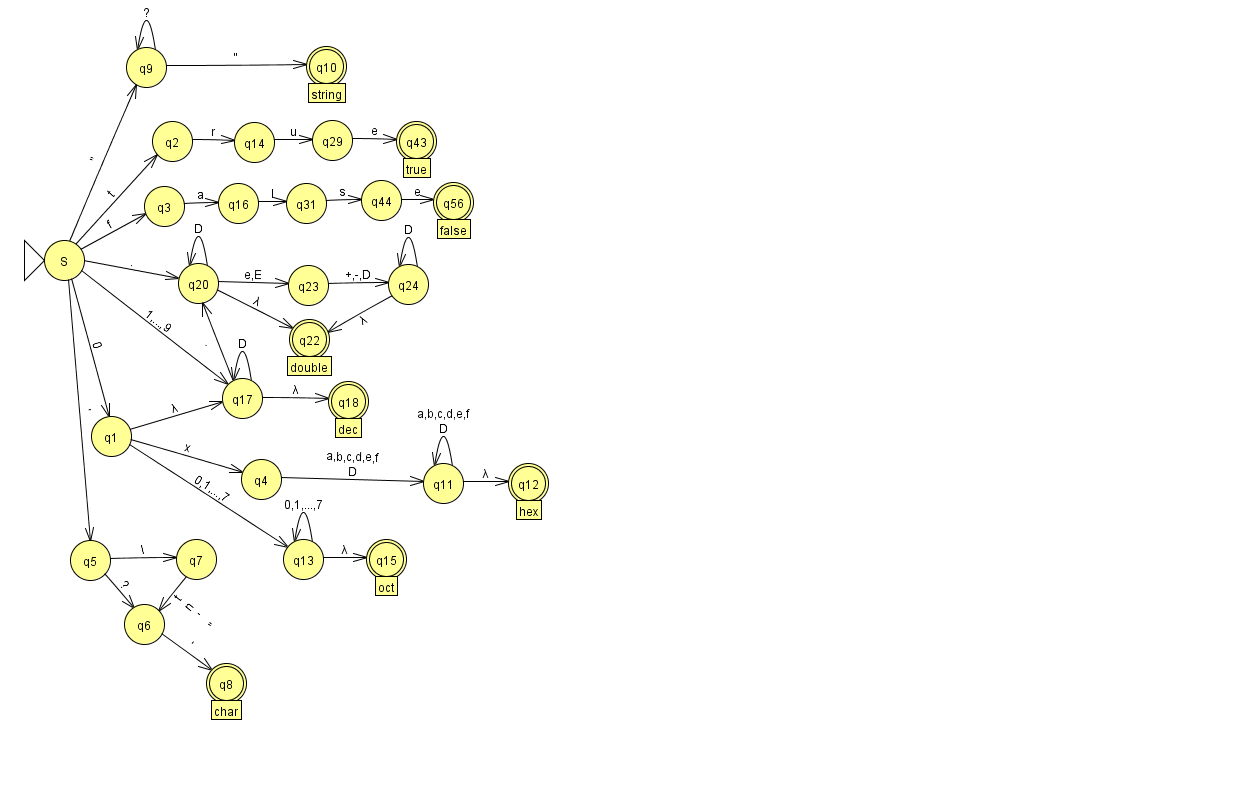 ?
q9
"
q10
string
"
q2
r
q14
u
q29
e
q43
true
t
q3
a
q16
l
q31
s
q44
e
q56
false
f
S
.
D
q20
e,E
q23
+,-,D
D
q24
λ
λ
q22
double
1,...,9
.
D
q17
λ
q18
dec
0
q1
λ
x
q4
a,b,c,d,e,f
D
a,b,c,d,e,f
D
q11
λ
q12
hex
0,1,...,7
0,1,...,7
q13
λ
q15
oct
'
q5
\
q7
?
t
n
'
"
q6
'
q8
char